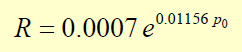 R = 0.0007 e^{0.01156 p_0}